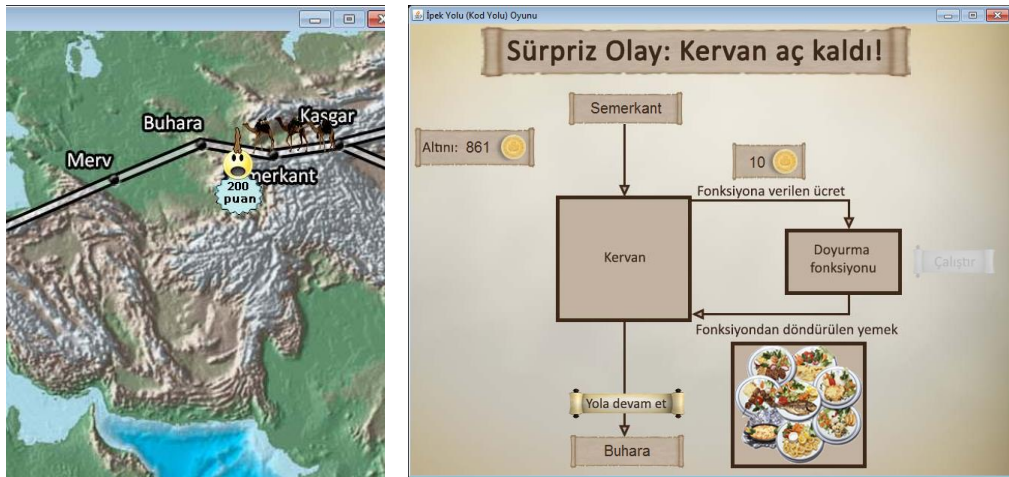 Kaşgar
Buhara
Merv
Semerkant
200
puan
İpek Yolu (Kod Yolu) Oyunu
Sürpriz Olay: Kervan aç kaldı!
Semerkant
Altını: 861
10
Fonksiyona verilen ücret
Kervan
Doyurma
fonksiyonu
Çalıştır
Fonksiyondan döndürülen yemek
Yola devam et
Buhara